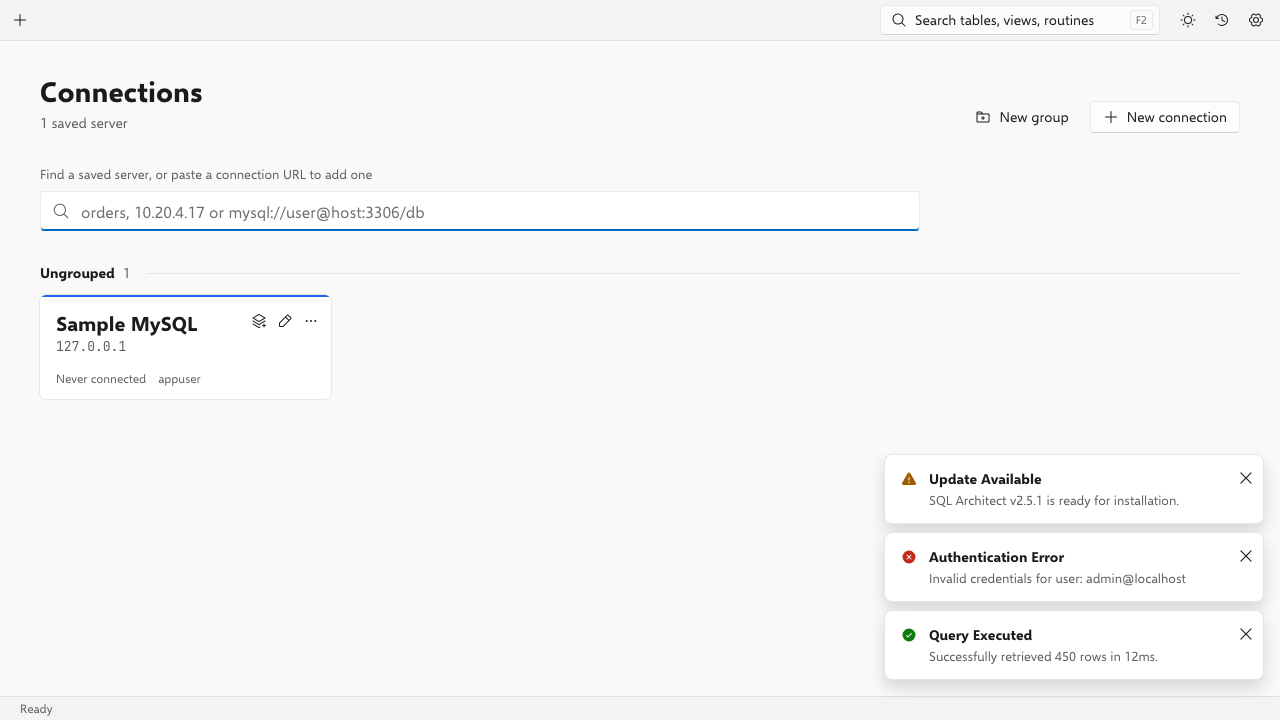 Search tables, views, routines F2
Connections
1 saved server
New group
New connection
Find a saved server, or paste a connection URL to add one
orders, 10.20.4.17 or mysql://user@host:3306/db
Ungrouped 1
Sample MySQL
127.0.0.1
Never connected appuser
Update Available
SQL Architect v2.5.1 is ready for installation.
Authentication Error
Invalid credentials for user: admin@localhost
Query Executed
Successfully retrieved 450 rows in 12ms.
Ready